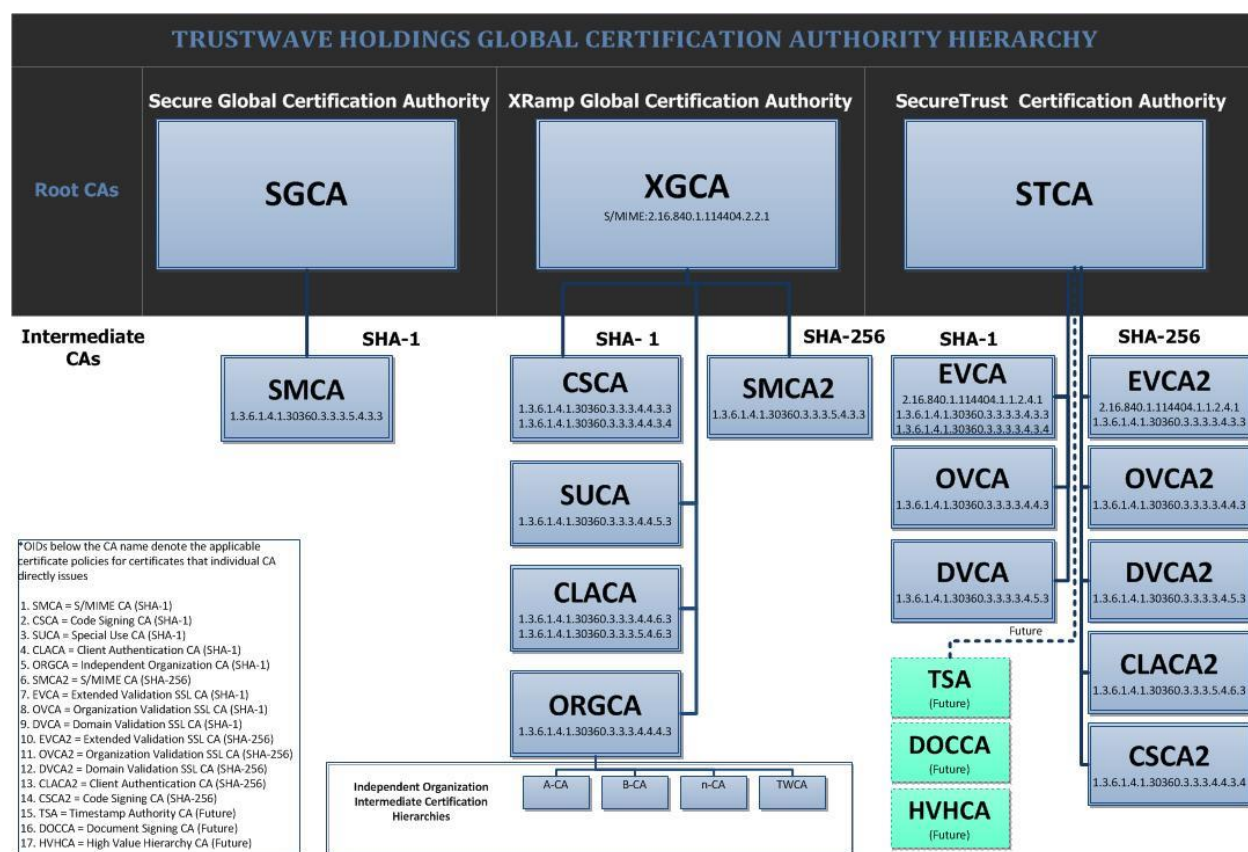 TRUSTWAVE HOLDINGS GLOBAL CERTIFICATION AUTHORITY HIERARCHY
Root CAs
Secure Global Certification Authority
SGCA
XRamp Global Certification Authority
XGCA
S/MIME:2.16.840.1.114404.2.2.1
SecureTrust Certification Authority
STCA
Intermediate
CAs
SHA-1
SMCA
1.3.6.1.4.1.30360.3.3.3.5.4.3.3
SHA- 1
CSCA
1.3.6.1.4.1.30360.3.3.3.4.4.3.3
1.3.6.1.4.1.30360.3.3.3.4.4.3.4
SUCA
1.3.6.1.4.1.30360.3.3.3.4.4.5.3
CLACA
1.3.6.1.4.1.30360.3.3.3.4.4.6.3
1.3.6.1.4.1.30360.3.3.3.5.4.6.3
ORGCA
1.3.6.1.4.1.30360.3.3.3.4.4.4.3
SHA-256
SMCA2
1.3.6.1.4.1.30360.3.3.3.5.4.3.3
SHA-1
EVCA
2.16.840.1.114404.1.1.2.4.1
1.3.6.1.4.1.30360.3.3.3.3.4.3.3
1.3.6.1.4.1.30360.3.3.3.3.4.3.4
OVCA
1.3.6.1.4.1.30360.3.3.3.3.4.4.3
DVCA
1.3.6.1.4.1.30360.3.3.3.3.4.5.3
Future
TSA
(Future)
DOCCA
(Future)
HVHCA
(Future)
SHA-256
EVCA2
2.16.840.1.114404.1.1.2.4.1
1.3.6.1.4.1.30360.3.3.3.3.4.3.3
OVCA2
1.3.6.1.4.1.30360.3.3.3.3.4.4.3
DVCA2
1.3.6.1.4.1.30360.3.3.3.3.4.5.3
CLACA2
1.3.6.1.4.1.30360.3.3.3.5.4.6.3
CSCA2
1.3.6.1.4.1.30360.3.3.3.4.4.3.4
*OIDs below the CA name denote the applicable
certificate policies for certificates that individual CA
directly issues
1. SMCA = S/MIME CA (SHA-1)
2. CSCA = Code Signing CA (SHA-1)
3. SUCA = Special Use CA (SHA-1)
4. CLACA = Client Authentication CA (SHA-1)
5. ORGCA = Independent Organization CA (SHA-1)
6. SMCA2 = S/MIME CA (SHA-256)
7. EVCA = Extended Validation SSL CA (SHA-1)
8. OVCA = Organization Validation SSL CA (SHA-1)
9. DVCA = Domain Validation SSL CA (SHA-1)
10. EVCA2 = Extended Validation SSL CA (SHA-256)
11. OVCA2 = Organization Validation SSL CA (SHA-256)
12. DVCA2 = Domain Validation SSL CA (SHA-256)
13. CLACA2 = Client Authentication CA (SHA-256)
14. CSCA2 = Code Signing CA (SHA-256)
15. TSA = Timestamp Authority CA (Future)
16. DOCCA = Document Signing CA (Future)
17. HVHCA = High Value Hierarchy CA (Future)
Independent Organization
Intermediate Certification
Hierarchies
A-CA
B-CA
n-CA
TWCA